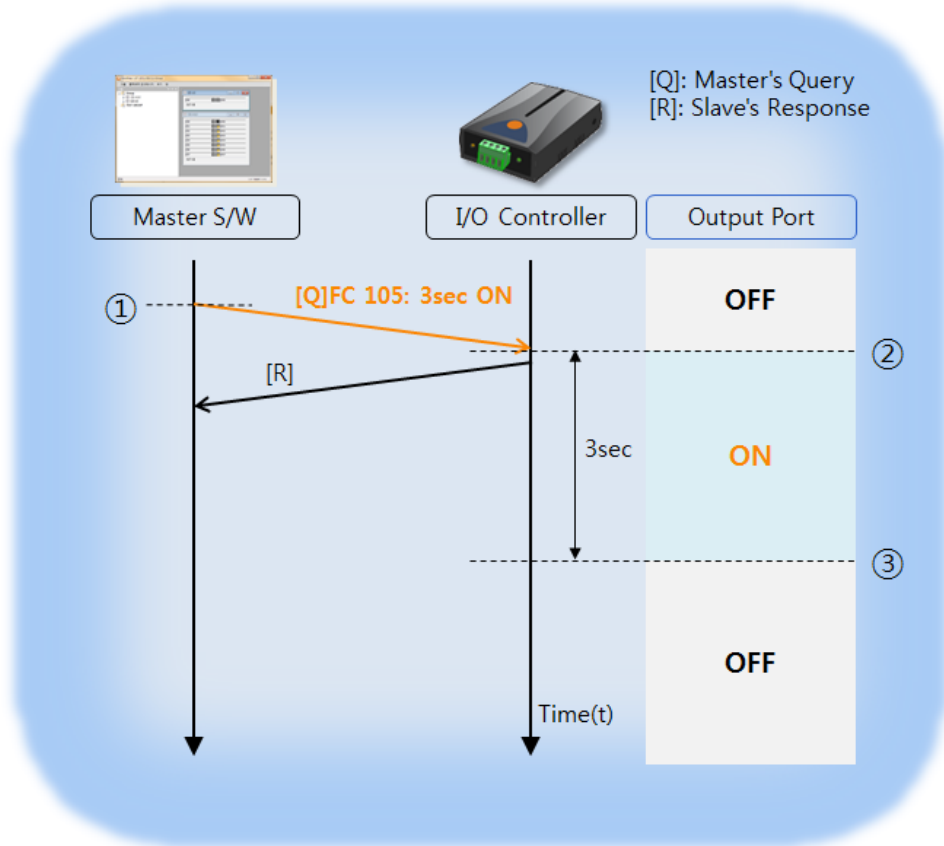 [Q]: Master's Query
[R]: Slave's Response
Master S/W
I/O Controller
Output Port
①
[Q]FC 105: 3sec ON
OFF
②
[R]
3sec
ON
③
OFF
Time(t)